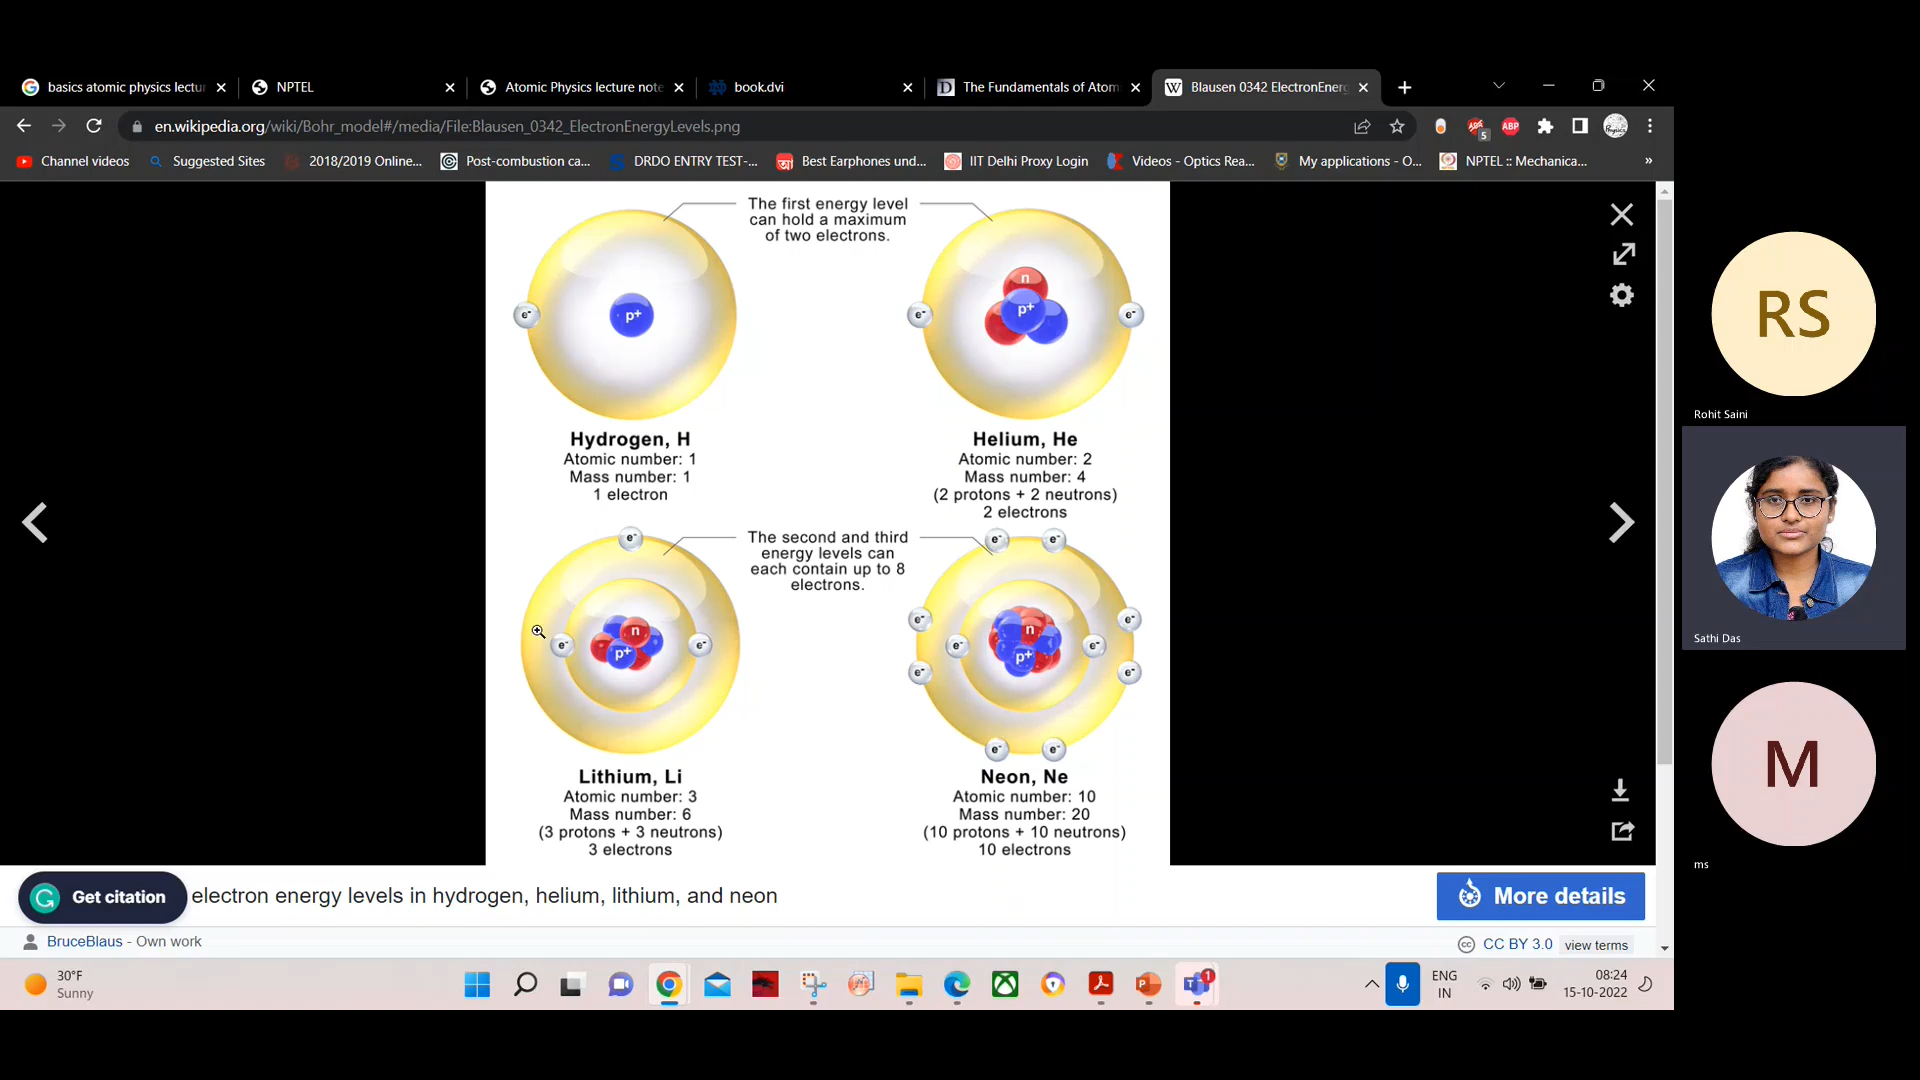 basics atomic physics lectur
NPTEL
Atomic Physics lecture note
book.dvi
The Fundamentals of Atom
Blausen 0342 ElectronEnerg
en.wikipedia.org/wiki/Bohr_model#/media/File:Blausen_0342_ElectronEnergyLevels.png
5
ABP
Channel videos
Suggested Sites
2018/2019 Online...
Post-combustion ca...
DRDO ENTRY TEST-...
Best Earphones und...
IIT Delhi Proxy Login
Videos - Optics Rea...
My applications - O...
NPTEL :: Mechanica...
»
The first energy level
can hold a maximum
of two electrons.
e-
p+
e-
n
p+
e-
Hydrogen, H
Atomic number: 1
Mass number: 1
1 electron
Helium, He
Atomic number: 2
Mass number: 4
(2 protons + 2 neutrons)
2 electrons
The second and third
energy levels can
each contain up to 8
electrons.
e-
e-
n
p+
e-
e-
e-
e-
e-
e-
n
p+
e-
e-
e-
e-
e-
e-
Lithium, Li
Atomic number: 3
Mass number: 6
(3 protons + 3 neutrons)
3 electrons
Neon, Ne
Atomic number: 10
Mass number: 20
(10 protons + 10 neutrons)
10 electrons
Get citation
electron energy levels in hydrogen, helium, lithium, and neon
More details
BruceBlaus - Own work
CC BY 3.0
view terms
30°F
Sunny
1
ENG
IN
08:24
15-10-2022
RS
Rohit Saini
Sathi Das
M
ms